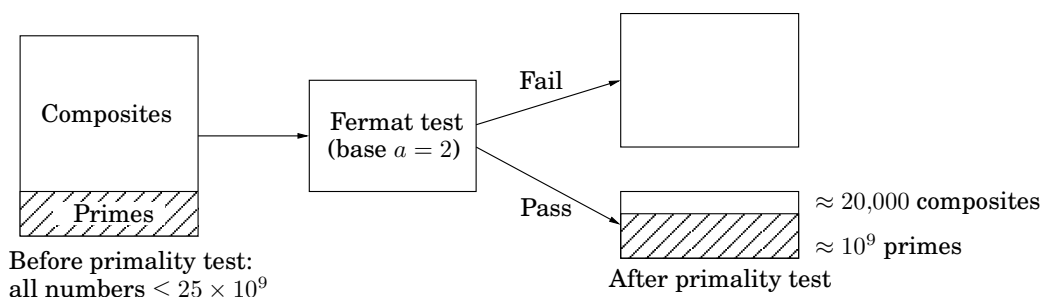 Composites
Primes
Before primality test:
all numbers ≤ 25 × 10⁹
Fermat test
(base a = 2)
Fail
Pass
≈ 20,000 composites
≈ 10⁹ primes
After primality test